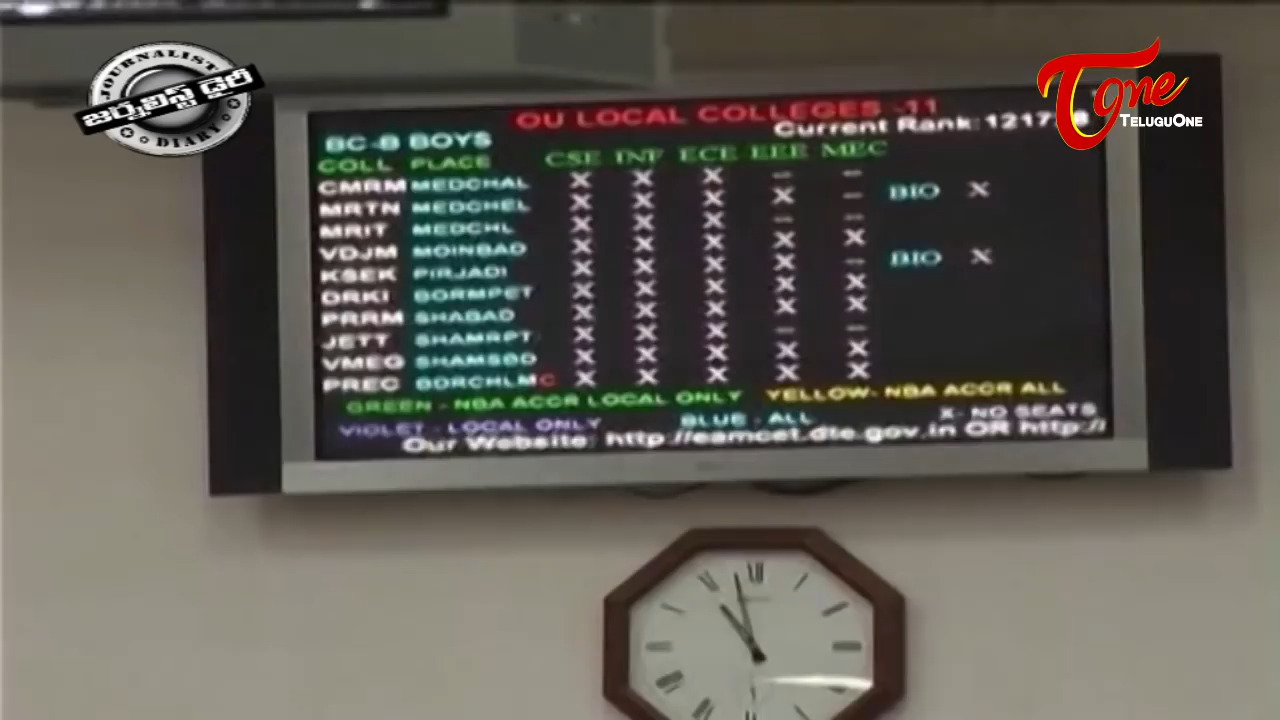 JOURNALIST
జర్నలిస్ట్ డైరీ
DIARY
Tone
TELUGUONE
OU LOCAL COLLEGES -11
BC-B BOYS
Current Rank:
COLL PLACE CSE INF ECE EEE MEC
CMRM MEDCHAL X X X -- -- BIO X
MRTN MEDCHEL X X X X --
MRIT MEDCHL X X X -- --
VDJM MOINBAD X X X X X
KSEK PIRJADI X X X X -- BIO X
DRKI BORMPET X X X X X
PRRM SHABAD X X X X X
JETT SHAMRPT X X X -- --
VMEG SHAMSBD X X X X X
PREC BORCHLM C X X X X X
GREEN - NBA ACCR LOCAL ONLY YELLOW- NBA ACCR ALL
VIOLET - LOCAL ONLY BLUE - ALL X- NO SEATS
Our Website: http://eamcet.dte.gov.in OR http:/